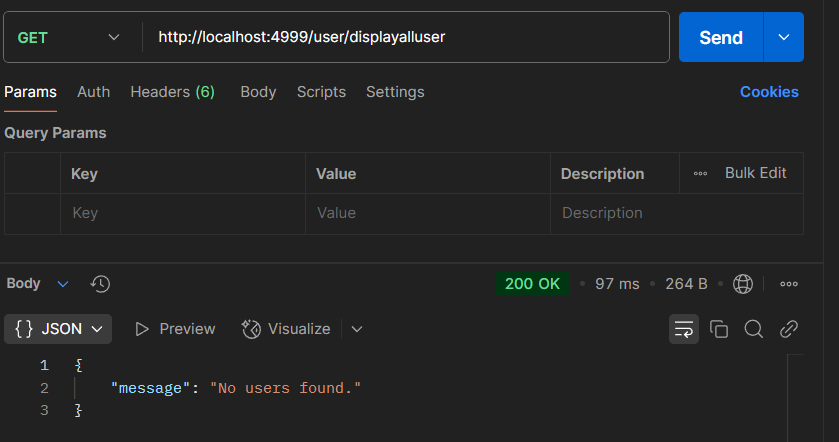 GET http://localhost:4999/user/displayalluser Send
Params Auth Headers (6) Body Scripts Settings Cookies
Query Params
Key Value Description Bulk Edit
Key Value Description
Body 200 OK 97 ms 264 B
{} JSON Preview Visualize
1 {
2 "message": "No users found."
3 }